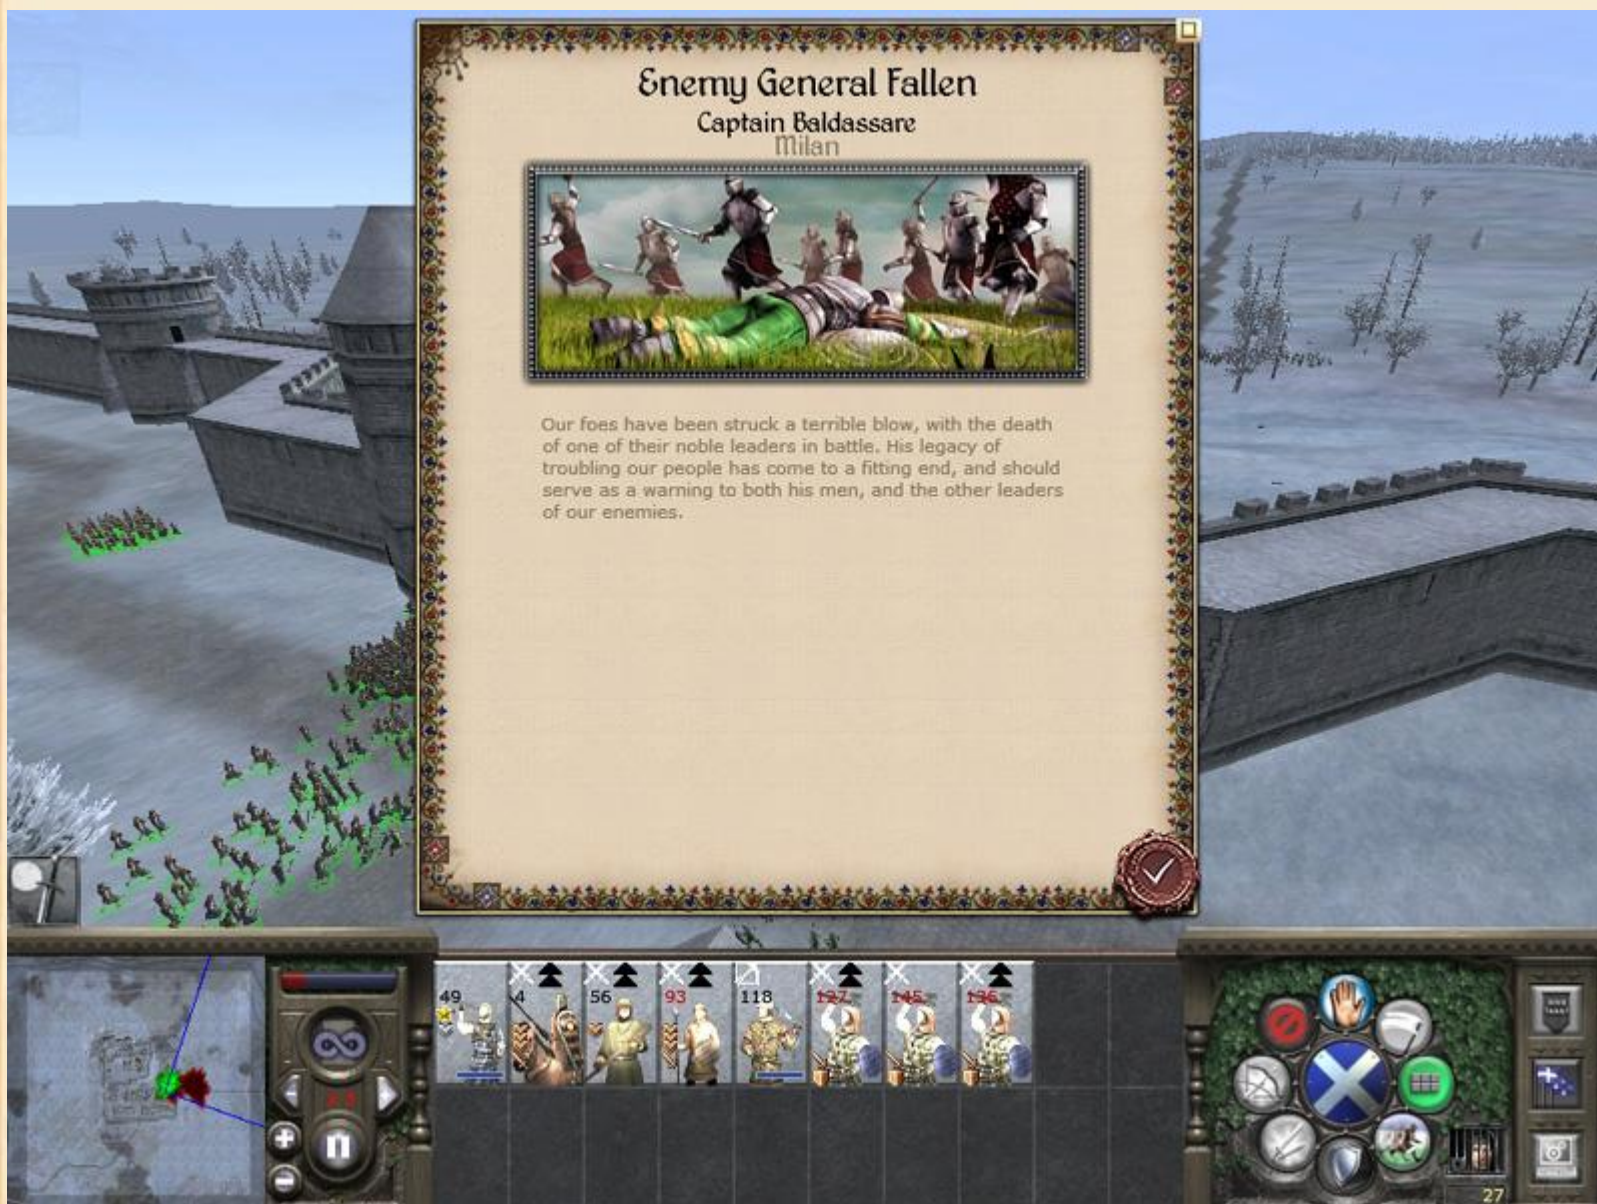 Enemy General Fallen
Captain Baldassare
Milan
Our foes have been struck a terrible blow, with the death
of one of their noble leaders in battle. His legacy of
troubling our people has come to a fitting end, and should
serve as a warning to both his men, and the other leaders
of our enemies.
49 4 56 93 118 127 145 136
27